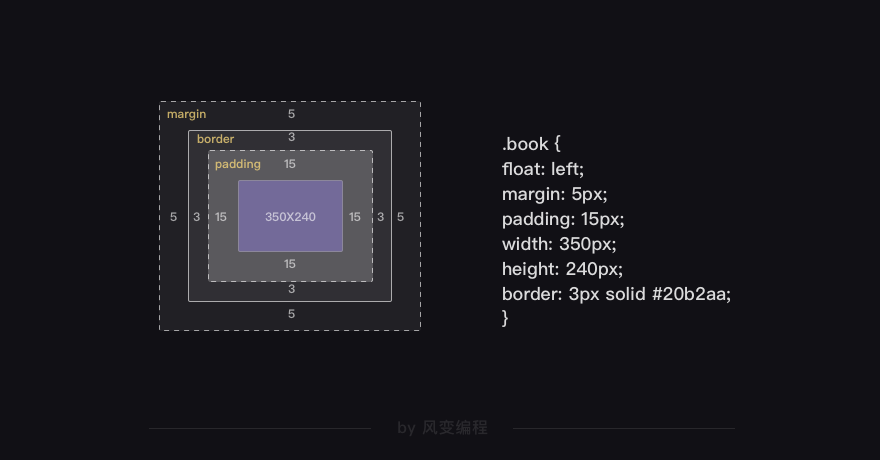 margin
5
border
3
padding
15
5 3 15 350X240 15 3 5
15
3
5
.book {
float: left;
margin: 5px;
padding: 15px;
width: 350px;
height: 240px;
border: 3px solid #20b2aa;
}
by 风变编程